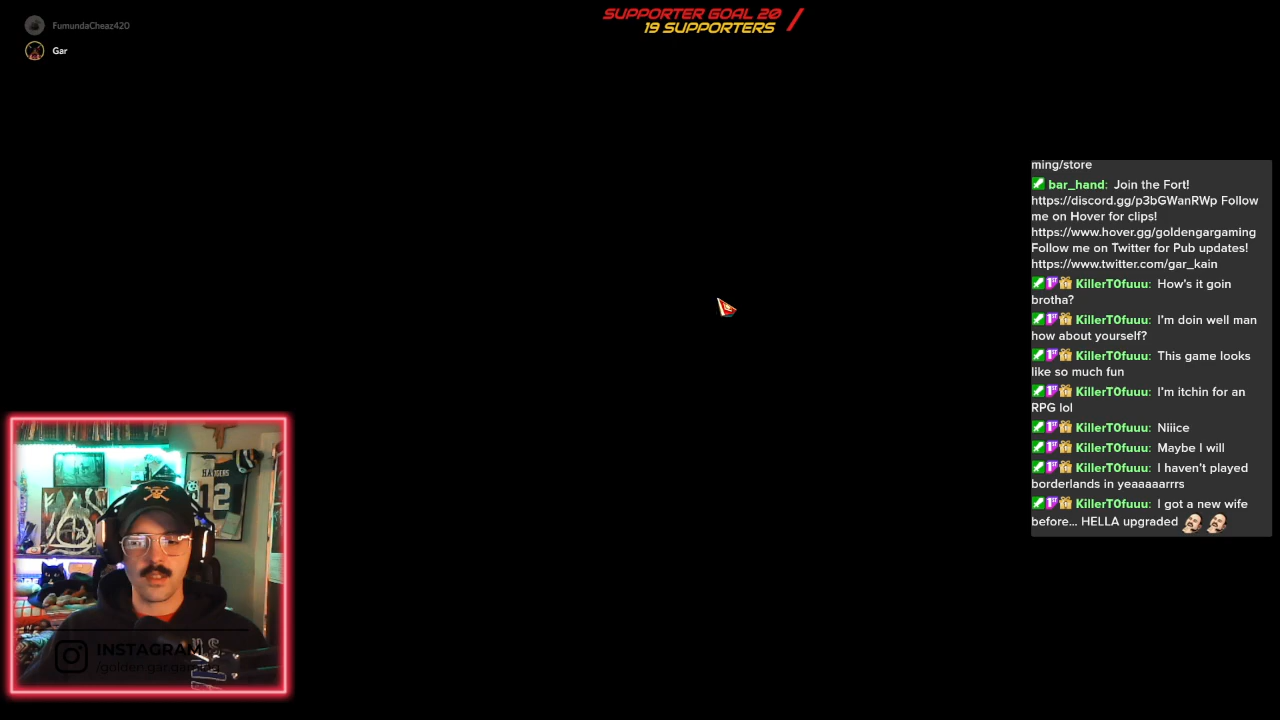 FumundaCheaz420
Gar
SUPPORTER GOAL 20
19 SUPPORTERS
ming/store
bar_hand: Join the Fort!
https://discord.gg/p3bGWanRWp Follow
me on Hover for clips!
https://www.hover.gg/goldengargaming
Follow me on Twitter for Pub updates!
https://www.twitter.com/gar_kain
KillerT0fuuu: How's it goin
brotha?
KillerT0fuuu: I'm doin well man
how about yourself?
KillerT0fuuu: This game looks
like so much fun
KillerT0fuuu: I'm itchin for an
RPG lol
KillerT0fuuu: Niiice
KillerT0fuuu: Maybe I will
KillerT0fuuu: I haven't played
borderlands in yeaaaaarrrs
KillerT0fuuu: I got a new wife
before... HELLA upgraded
12
INSTAGRAM
/golden.gar.gaming